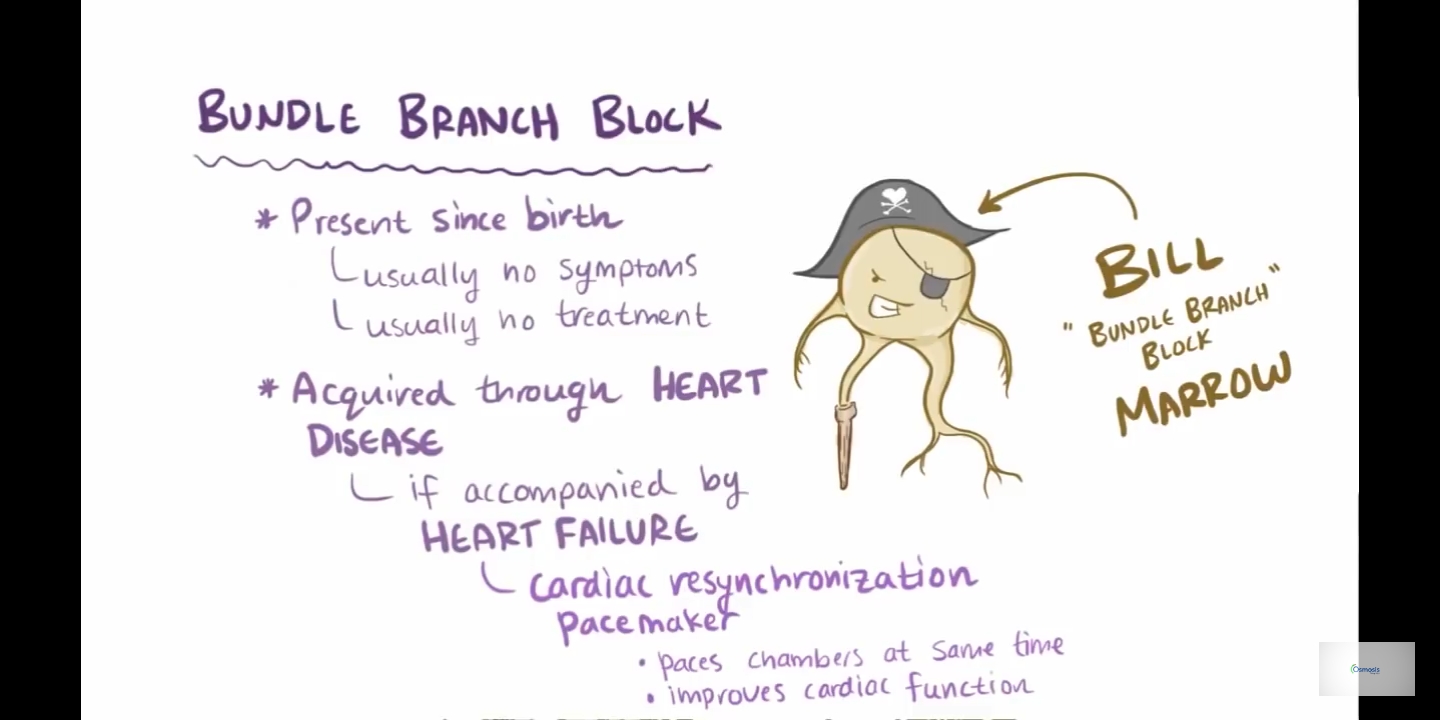 BUNDLE BRANCH BLOCK
* Present since birth
usually no symptoms
usually no treatment
* Acquired through HEART
DISEASE
if accompanied by
HEART FAILURE
cardiac resynchronization
pacemaker
• paces chambers at same time
• improves cardiac function
BILL
"BUNDLE BRANCH"
BLOCK
MARROW
Osmosis